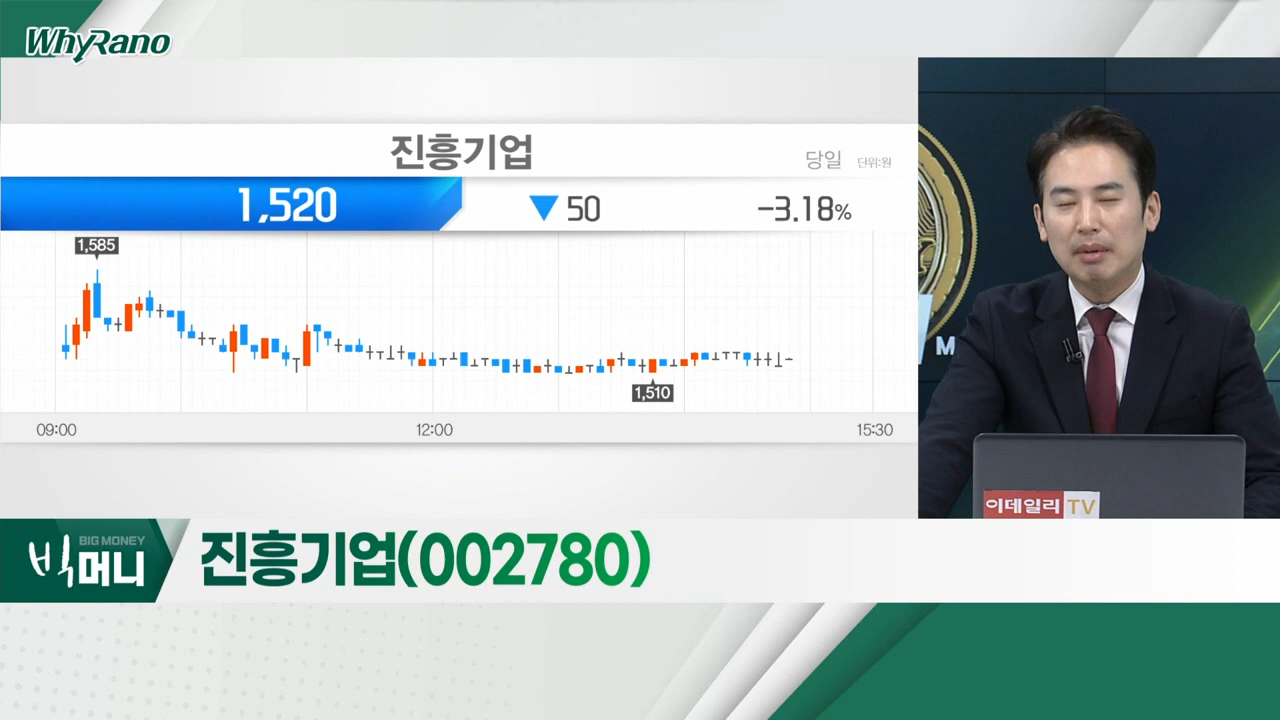 WhyRano
진흥기업
당일 단위:원
1,520 ▼50 -3.18%
1,585
1,510
09:00 12:00 15:30
M
이데일리TV
BIG MONEY
빅머니
진흥기업(002780)